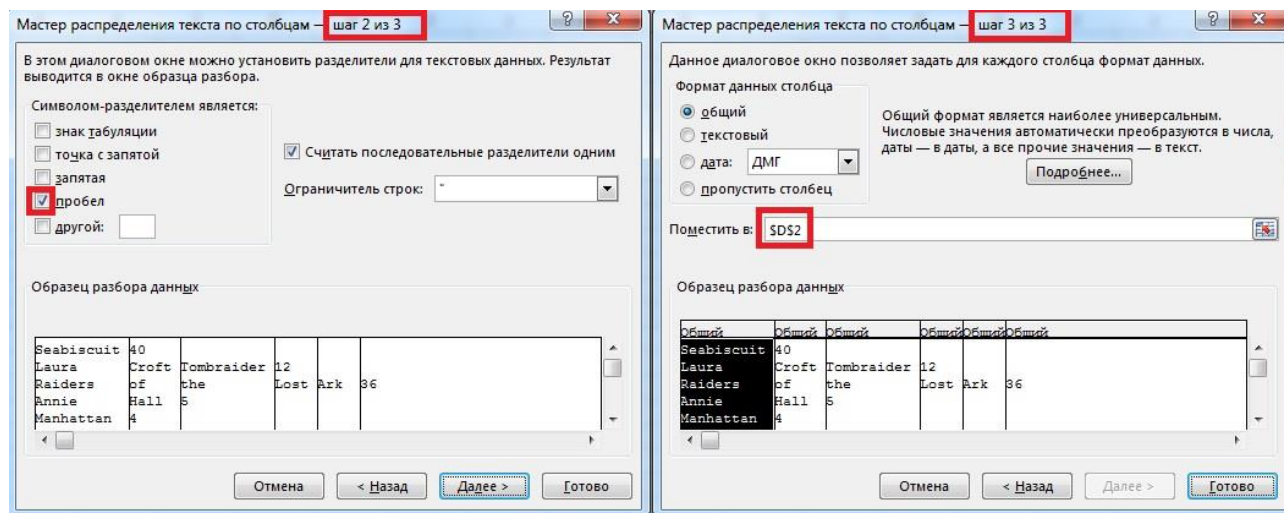 Мастер распределения текста по столбцам — шаг 2 из 3
В этом диалоговом окне можно установить разделители для текстовых данных. Результат
выводится в окне образца разбора.
Символом-разделителем является:
знак табуляции
точка с запятой
запятая
пробел
другой:
Считать последовательные разделители одним
Ограничитель строк: "
Образец разбора данных
Seabiscuit 40
Laura Croft Tombraider 12
Raiders of the Lost Ark 36
Annie Hall 5
Manhattan 4
Отмена < Назад Далее > Готово
Мастер распределения текста по столбцам — шаг 3 из 3
Данное диалоговое окно позволяет задать для каждого столбца формат данных.
Формат данных столбца
общий
текстовый
дата: ДМГ
пропустить столбец
Общий формат является наиболее универсальным.
Числовые значения автоматически преобразуются в числа,
даты — в даты, а все прочие значения — в текст.
Подробнее...
Поместить в: $D$2
Образец разбора данных
Общий Общий Общий Общий Общий Общий
Seabiscuit 40
Laura Croft Tombraider 12
Raiders of the Lost Ark 36
Annie Hall 5
Manhattan 4
Отмена < Назад Далее > Готово